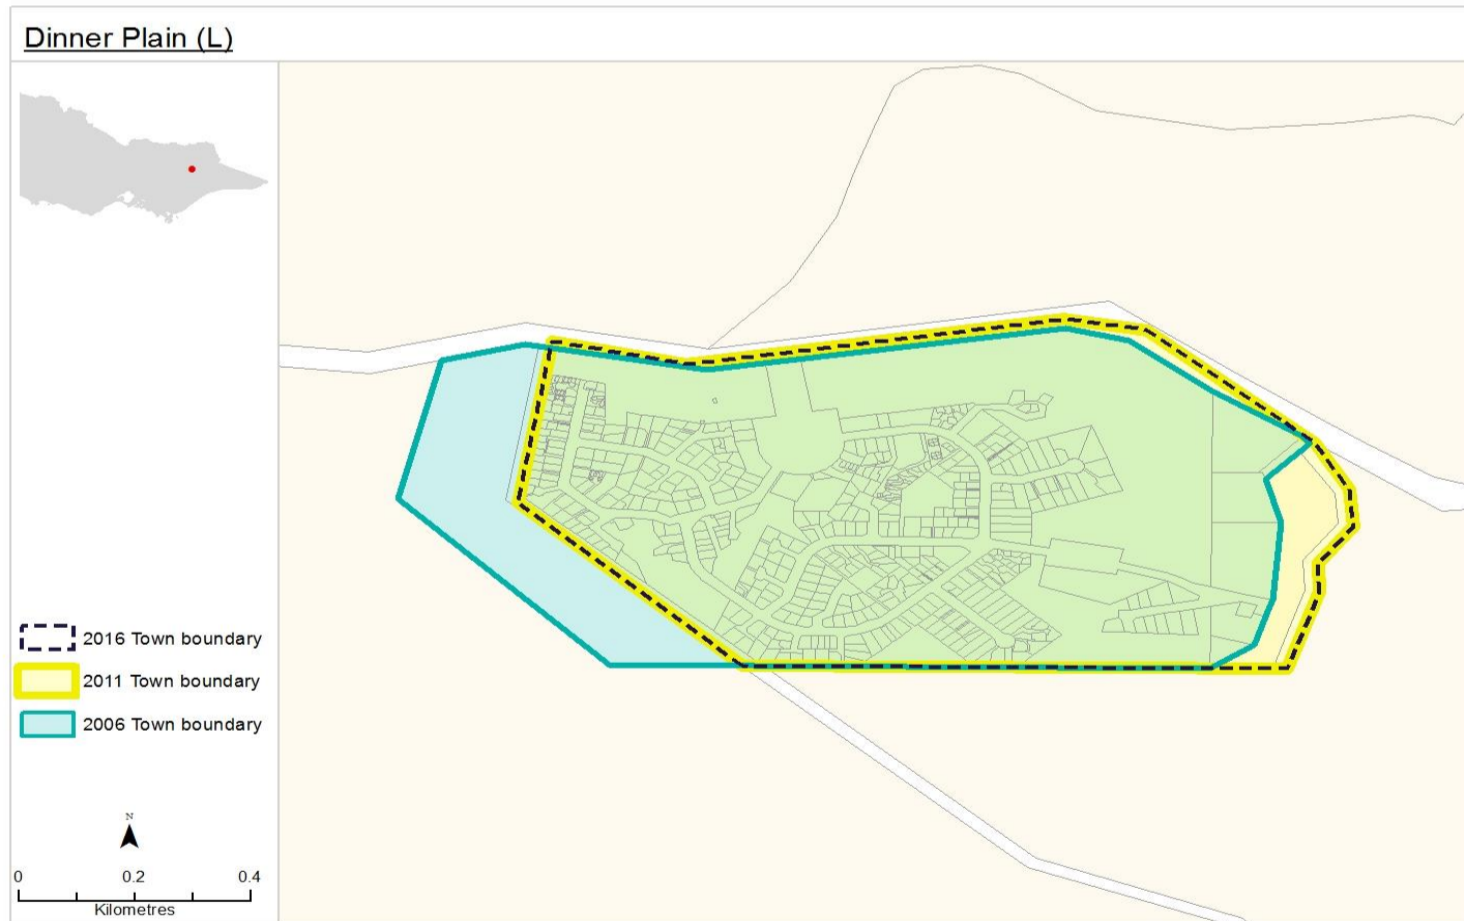 Dinner Plain (L)
2016 Town boundary
2011 Town boundary
2006 Town boundary
N
0 0.2 0.4
Kilometres